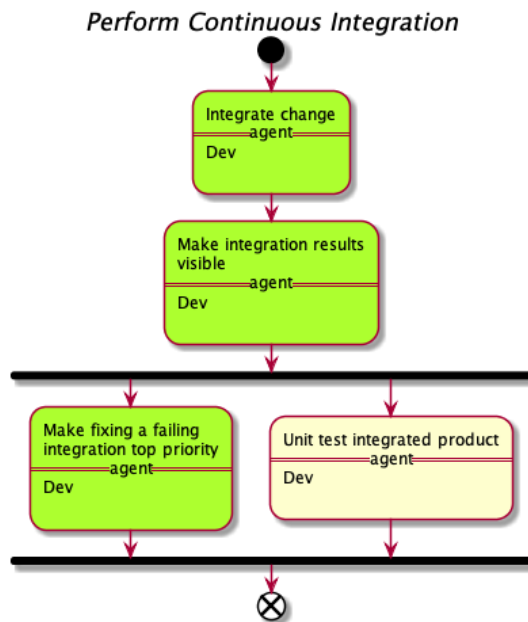 Perform Continuous Integration
Integrate change
agent
Dev
Make integration results
visible
agent
Dev
Make fixing a failing
integration top priority
agent
Dev
Unit test integrated product
agent
Dev